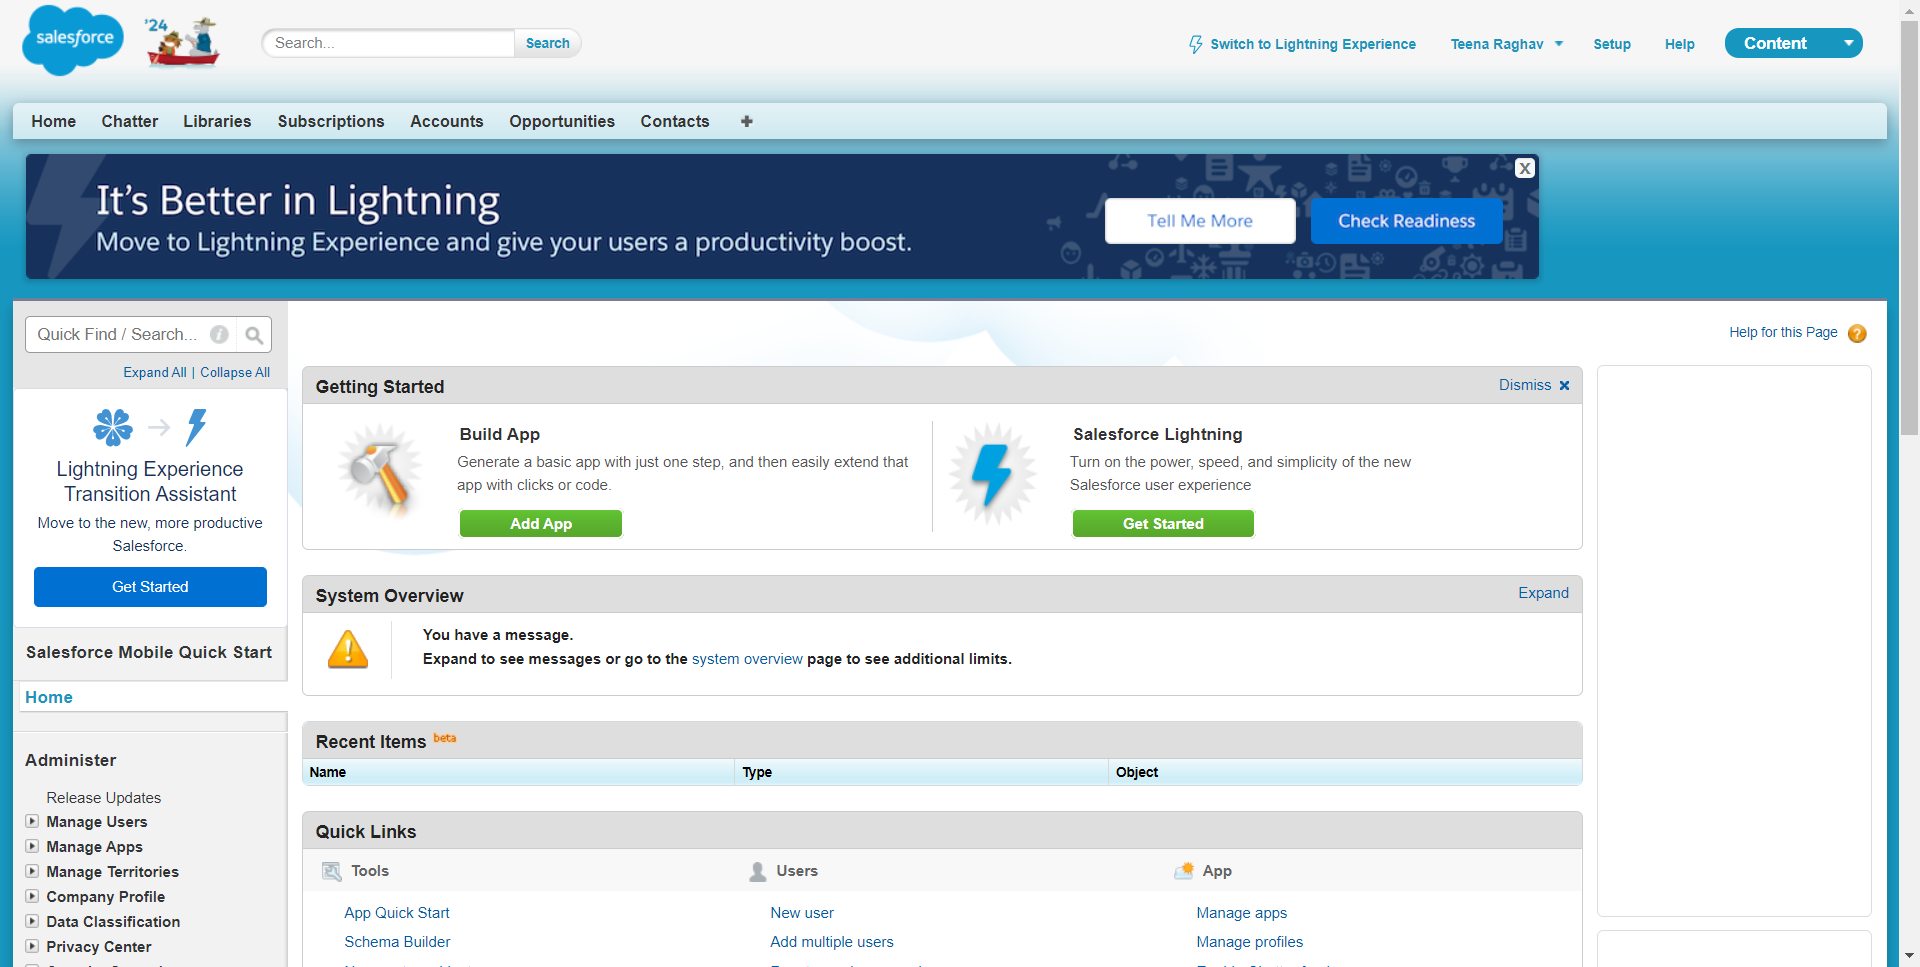 salesforce
'24
Search...
Search
Switch to Lightning Experience
Teena Raghav
Setup
Help
Content
Home
Chatter
Libraries
Subscriptions
Accounts
Opportunities
Contacts
It's Better in Lightning
Move to Lightning Experience and give your users a productivity boost.
Tell Me More
Check Readiness
X
Quick Find / Search...
Expand All | Collapse All
Lightning Experience
Transition Assistant
Move to the new, more productive
Salesforce.
Get Started
Salesforce Mobile Quick Start
Home
Administer
Release Updates
Manage Users
Manage Apps
Manage Territories
Company Profile
Data Classification
Privacy Center
Help for this Page
Getting Started
Dismiss
Build App
Generate a basic app with just one step, and then easily extend that
app with clicks or code.
Add App
Salesforce Lightning
Turn on the power, speed, and simplicity of the new
Salesforce user experience
Get Started
System Overview
Expand
You have a message.
Expand to see messages or go to the system overview page to see additional limits.
Recent Items beta
Name
Type
Object
Quick Links
Tools
Users
App
App Quick Start
New user
Manage apps
Schema Builder
Add multiple users
Manage profiles